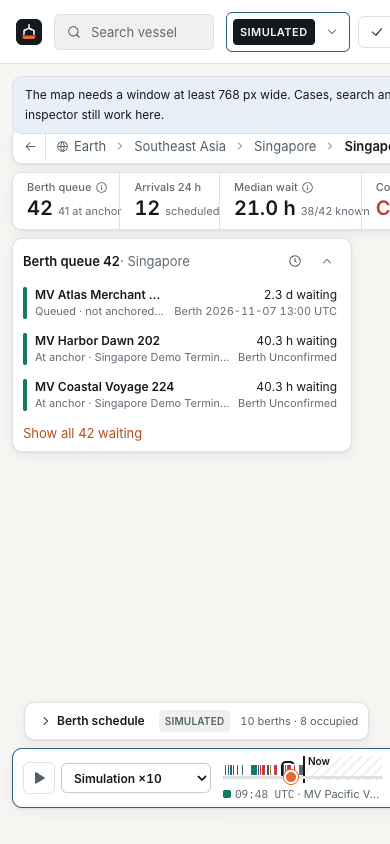 Search vessel SIMULATED
The map needs a window at least 768 px wide. Cases, search an
inspector still work here.
Earth Southeast Asia Singapore
Berth queue Arrivals 24 h Median wait
42 41 at anchor 12 scheduled 21.0 h 38/42 known
Berth queue 42 · Singapore
MV Atlas Merchant ... 2.3 d waiting
Queued · not anchored... Berth 2026-11-07 13:00 UTC
MV Harbor Dawn 202 40.3 h waiting
At anchor · Singapore Demo Termin... Berth Unconfirmed
MV Coastal Voyage 224 40.3 h waiting
At anchor · Singapore Demo Termin... Berth Unconfirmed
Show all 42 waiting
Berth schedule SIMULATED 10 berths · 8 occupied
Now
Simulation ×10
09:48 UTC · MV Pacific V...